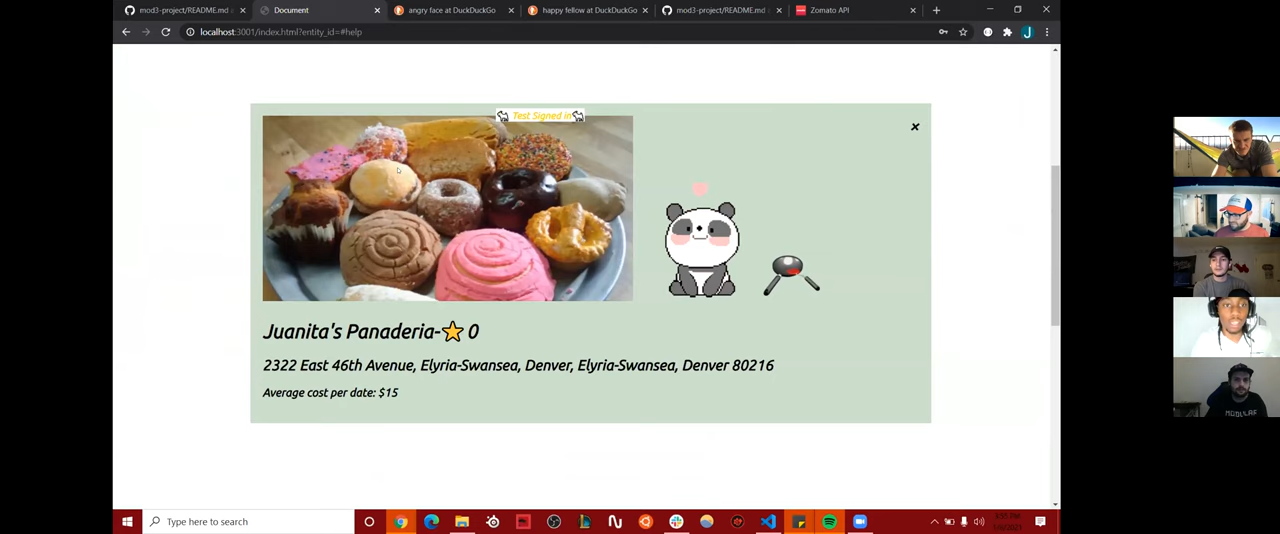 mod3-project/README.md
Document
angry face at DuckDuckGo
happy fellow at DuckDuckGo
mod3-project/README.md
Zomato API
localhost:3001/index.html?entity_id=#help
J
Test Signed in
Juanita's Panaderia-⭐ 0
2322 East 46th Avenue, Elyria-Swansea, Denver, Elyria-Swansea, Denver 80216
Average cost per date: $15
MODULAR
Type here to search